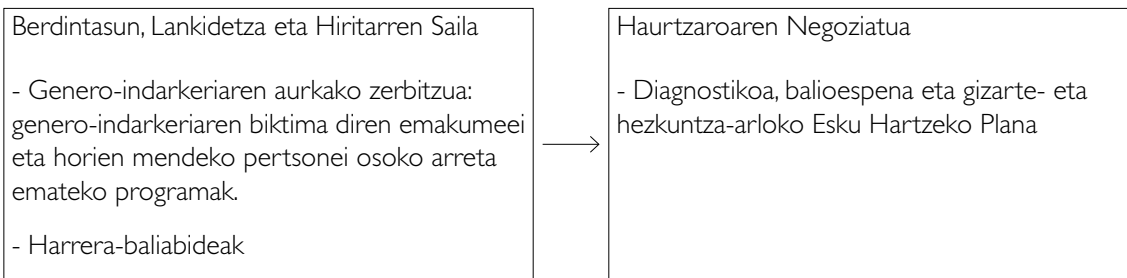 Berdintasun, Lankidetza eta Hiritarren Saila
- Genero-indarkeriaren aurkako zerbitzua:
genero-indarkeriaren biktima diren emakumeei
eta horien mendeko pertsonei osoko arreta
emateko programak.
- Harrera-baliabideak
Haurtzaroaren Negoziatua
- Diagnostikoa, balioespena eta gizarte- eta
hezkuntza-arloko Esku Hartzeko Plana